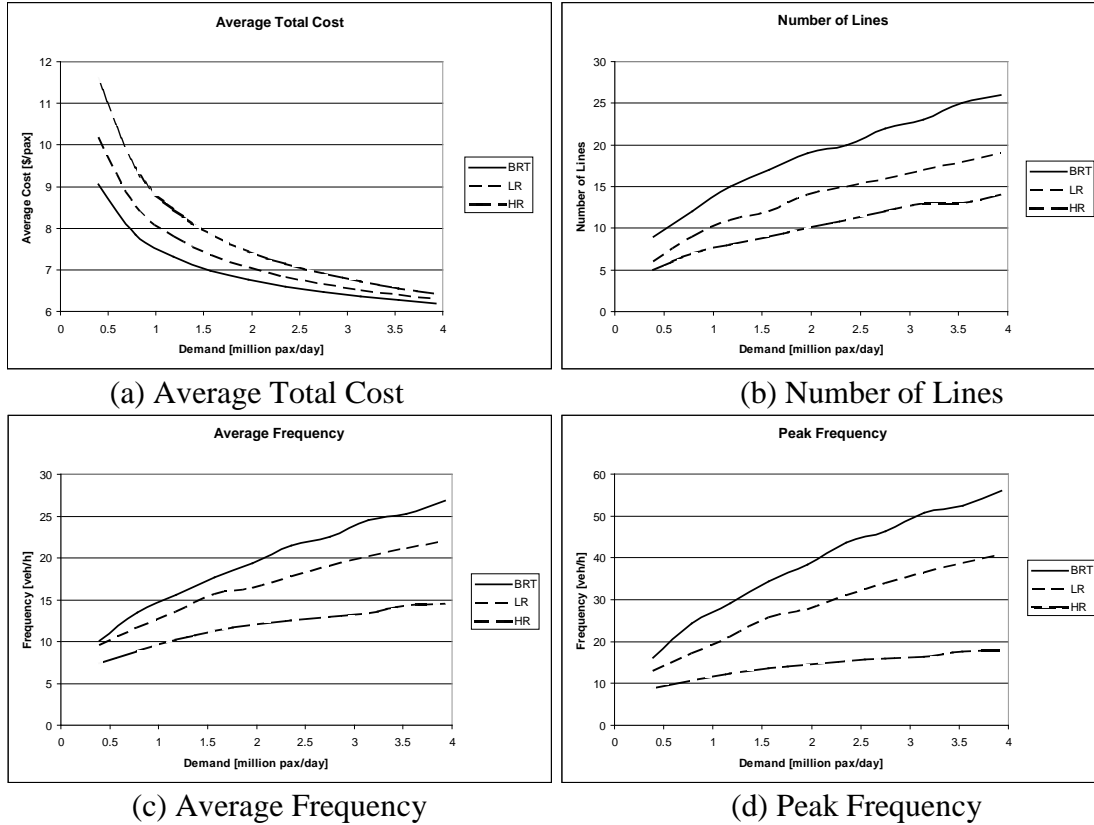 Average Total Cost
12
11
10
9
8
7
6
Average Cost [$/pax]
0 0.5 1 1.5 2 2.5 3 3.5 4
Demand [million pax/day]
BRT
LR
HR
(a) Average Total Cost
Number of Lines
30
25
20
15
10
5
0
Number of Lines
0 0.5 1 1.5 2 2.5 3 3.5 4
Demand [million pax/day]
BRT
LR
HR
(b) Number of Lines
Average Frequency
30
25
20
15
10
5
0
Frequency [veh/h]
0 0.5 1 1.5 2 2.5 3 3.5 4
Demand [million pax/day]
BRT
LR
HR
(c) Average Frequency
Peak Frequency
60
50
40
30
20
10
0
Frequency [veh/h]
0 0.5 1 1.5 2 2.5 3 3.5 4
Demand [million pax/day]
BRT
LR
HR
(d) Peak Frequency